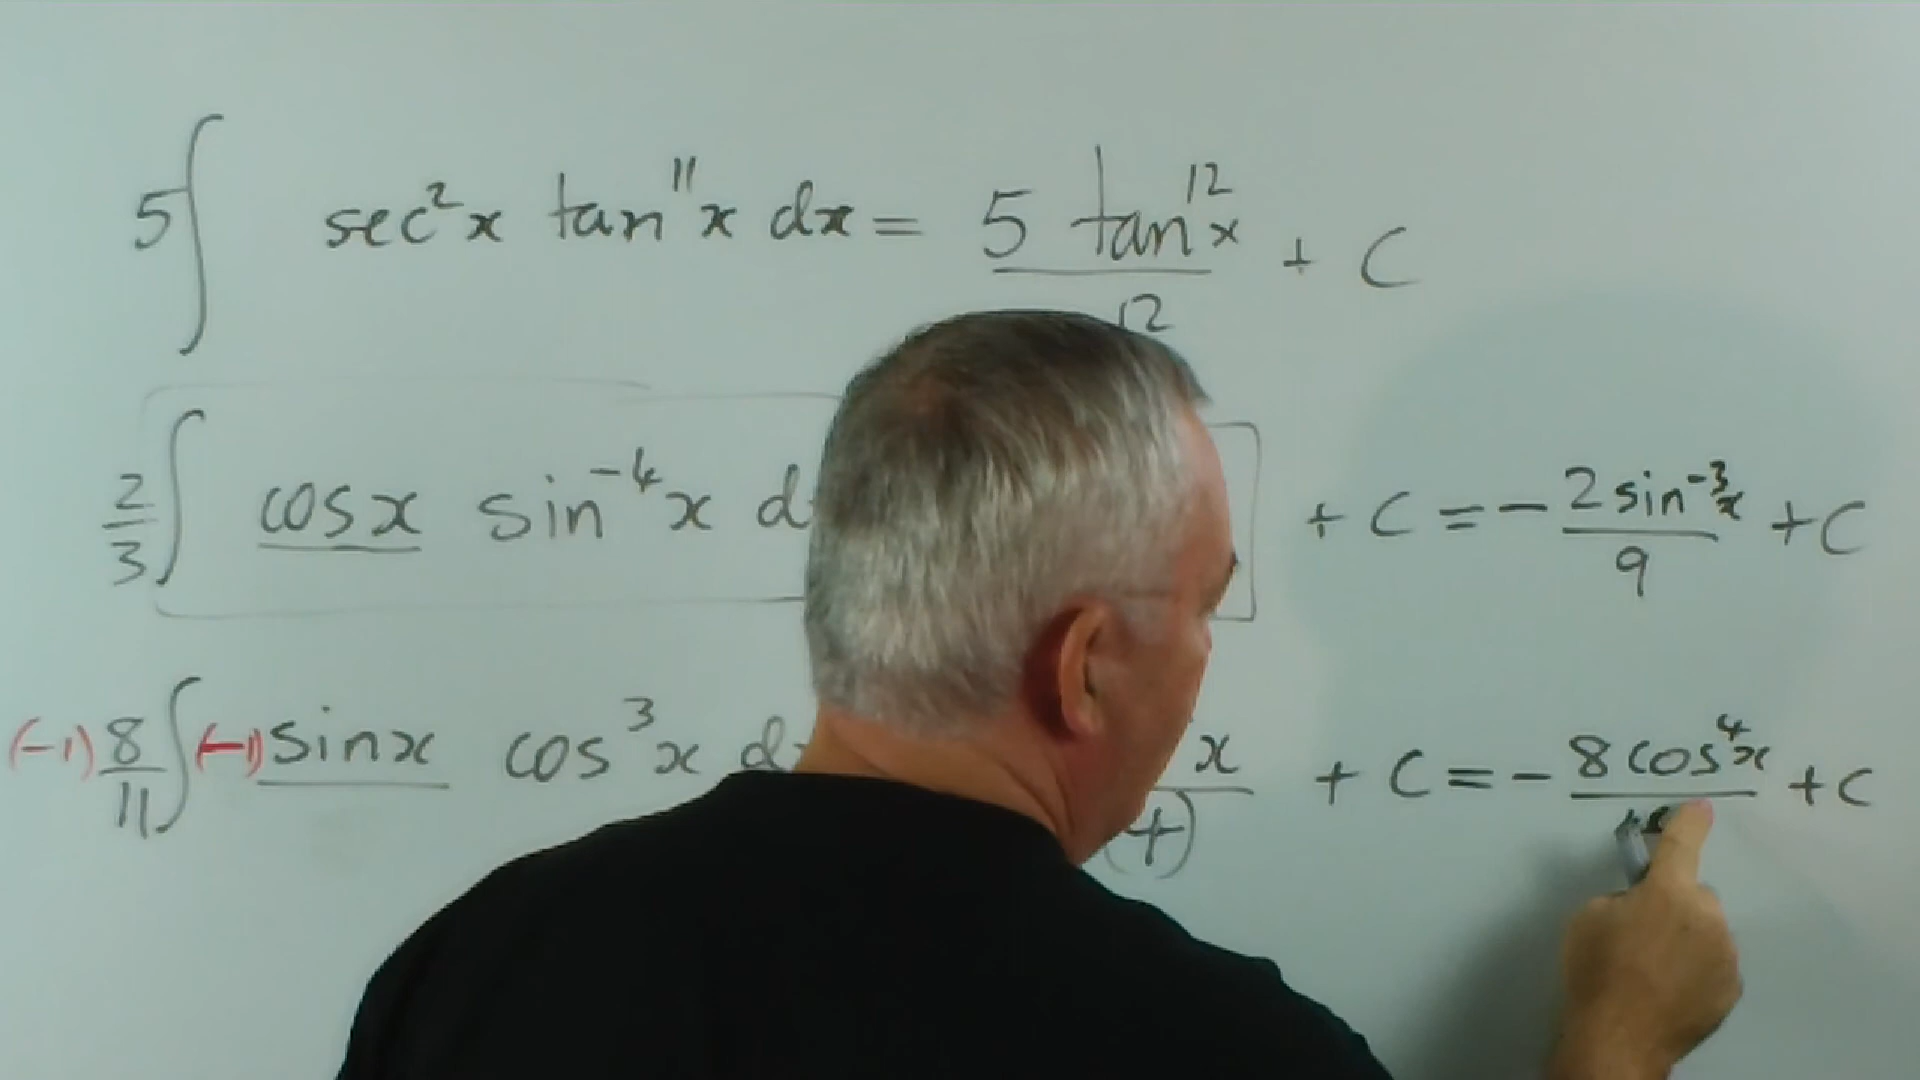 5∫ sec²x tan¹¹x dx = 5 tan¹²x / 12 + C
2/3 ∫ cosx sin⁻⁴x d + C = - 2 sin⁻³x / 9 + C
(-1) 8/11 ∫ (-1) sinx cos³x d x / 4) + C = - 8 cos⁴x / + C